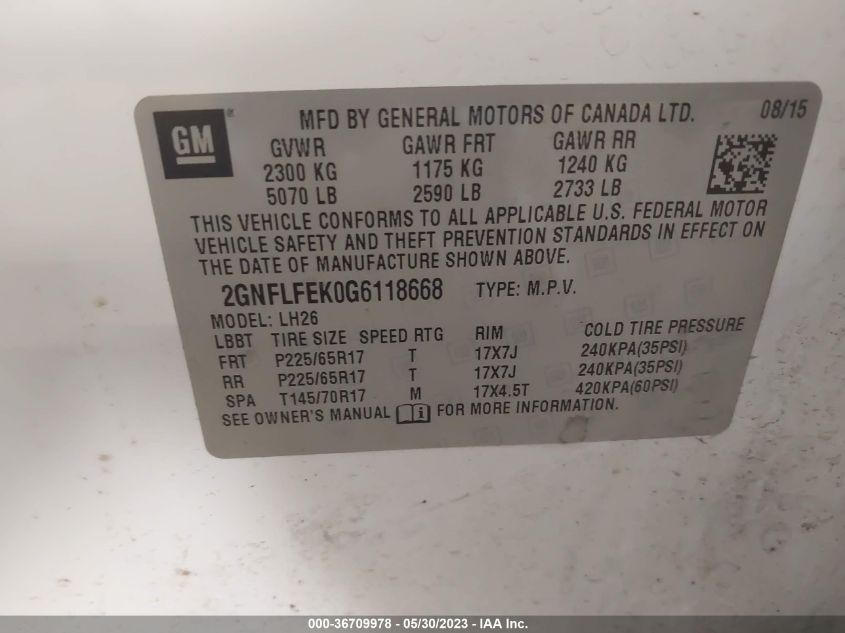 GM ®
MFD BY GENERAL MOTORS OF CANADA LTD. 08/15
GVWR GAWR FRT GAWR RR
2300 KG 1175 KG 1240 KG
5070 LB 2590 LB 2733 LB
THIS VEHICLE CONFORMS TO ALL APPLICABLE U.S. FEDERAL MOTOR
VEHICLE SAFETY AND THEFT PREVENTION STANDARDS IN EFFECT ON
THE DATE OF MANUFACTURE SHOWN ABOVE.
2GNFLFEK0G6118668 TYPE: M.P.V.
MODEL: LH26
LBBT TIRE SIZE SPEED RTG RIM COLD TIRE PRESSURE
FRT P225/65R17 T 17X7J 240KPA(35PSI)
RR P225/65R17 T 17X7J 240KPA(35PSI)
SPA T145/70R17 M 17X4.5T 420KPA(60PSI)
SEE OWNER'S MANUAL i FOR MORE INFORMATION.
000-36709978 - 05/30/2023 - IAA Inc.